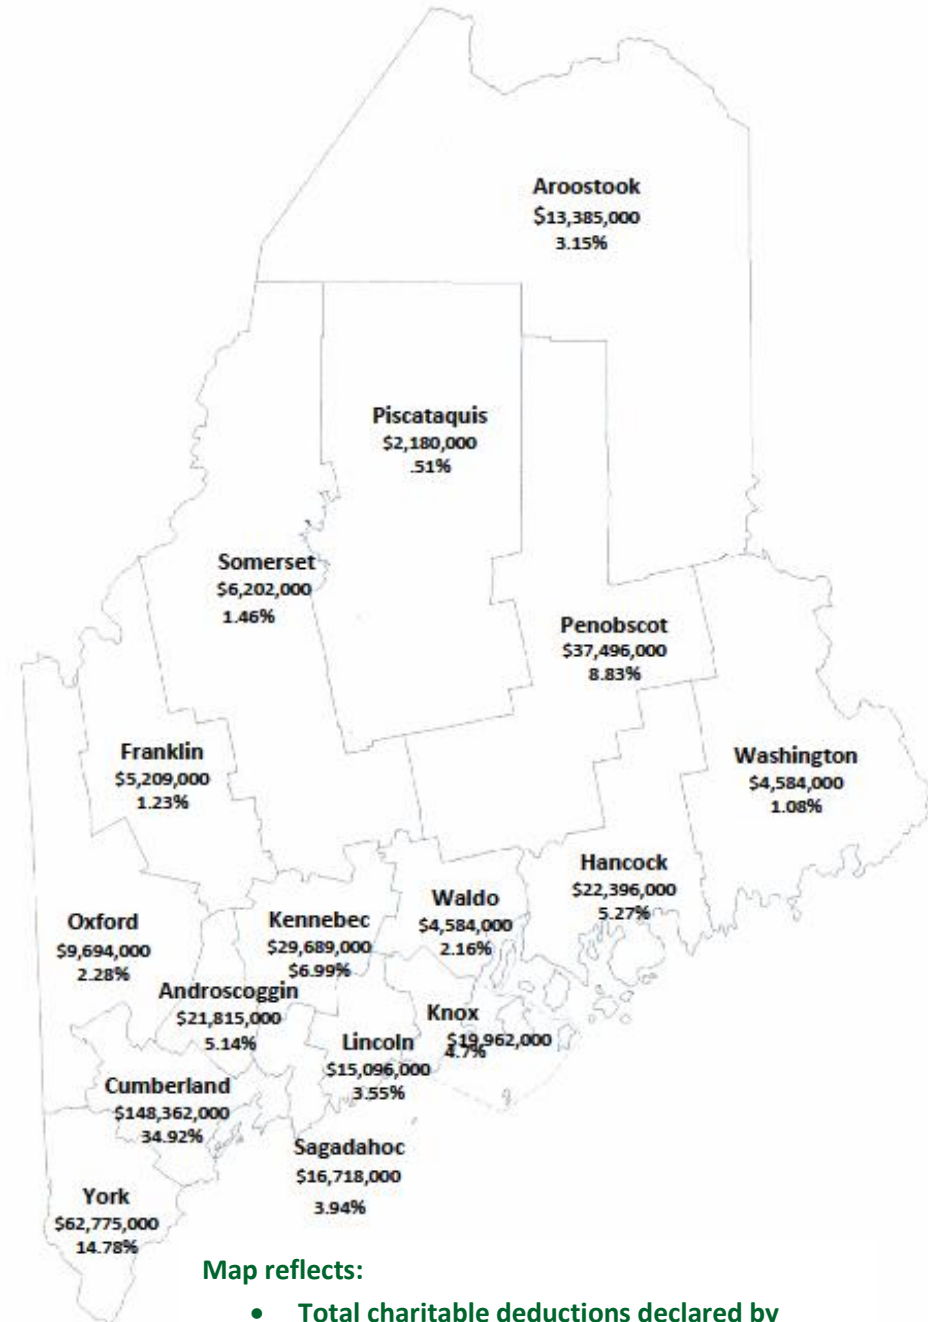 Aroostook
$13,385,000
3.15%
Piscataquis
$2,180,000
.51%
Somerset
$6,202,000
1.46%
Penobscot
$37,496,000
8.83%
Franklin
$5,209,000
1.23%
Washington
$4,584,000
1.08%
Hancock
$22,396,000
5.27%
Waldo
$4,584,000
2.16%
Kennebec
$29,689,000
$6.99%
Oxford
$9,694,000
2.28%
Androscoggin
$21,815,000
5.14%
Knox
$19,962,000
4.7%
Lincoln
$15,096,000
3.55%
Cumberland
$148,362,000
34.92%
Sagadahoc
$16,718,000
3.94%
York
$62,775,000
14.78%
Map reflects:
• Total charitable deductions declared by